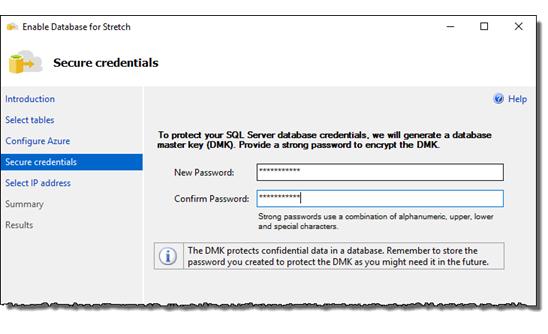 Enable Database for Stretch
Secure credentials
Introduction
Select tables
Configure Azure
Secure credentials
Select IP address
Summary
Results
Help
To protect your SQL Server database credentials, we will generate a database
master key (DMK). Provide a strong password to encrypt the DMK.
New Password: ***********
Confirm Password: ***********
Strong passwords use a combination of alphanumeric, upper, lower
and special characters.
The DMK protects confidential data in a database. Remember to store the
password you created to protect the DMK as you might need it in the future.